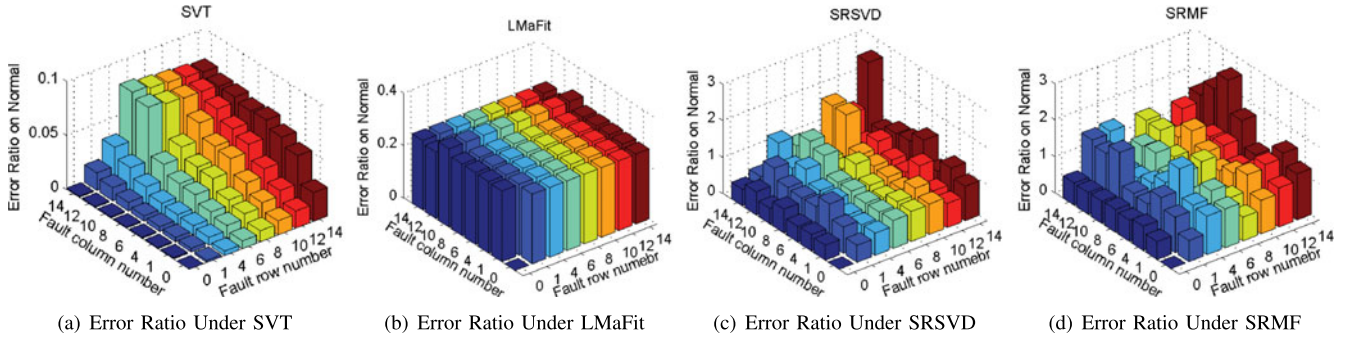 SVT
Error Ratio on Normal
0.1
0.05
0
14 12 10 8 6 4 1 0
Fault column number
0 1 4 6 8 10 12 14
Fault row number
(a) Error Ratio Under SVT
LMaFit
Error Ratio on Normal
0.4
0.2
0
14 12 10 8 6 4 1 0
Fault column number
0 1 4 6 8 10 12 14
Fault row numebr
(b) Error Ratio Under LMaFit
SRSVD
Error Ratio on Normal
3
2
1
0
14 12 10 8 6 4 1 0
Fault column number
0 1 4 6 8 10 12 14
Fault row numebr
(c) Error Ratio Under SRSVD
SRMF
Error Ratio on Normal
3
2
1
0
14 12 10 8 6 4 1 0
Fault column number
0 1 4 6 8 10 12 14
Fault row numebr
(d) Error Ratio Under SRMF